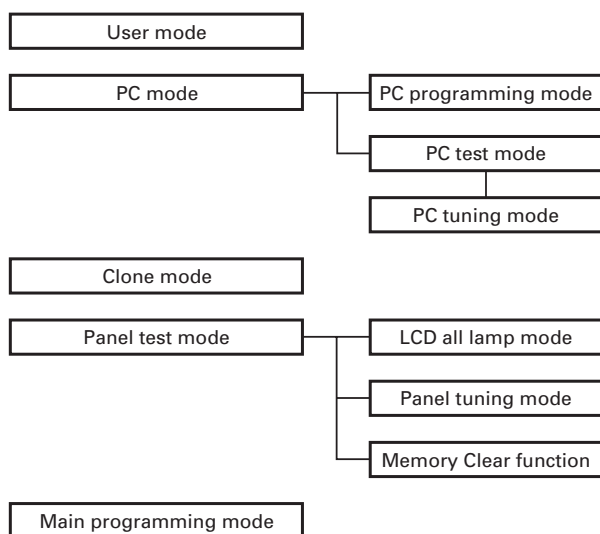 User mode
PC mode
PC programming mode
PC test mode
PC tuning mode
Clone mode
Panel test mode
LCD all lamp mode
Panel tuning mode
Memory Clear function
Main programming mode